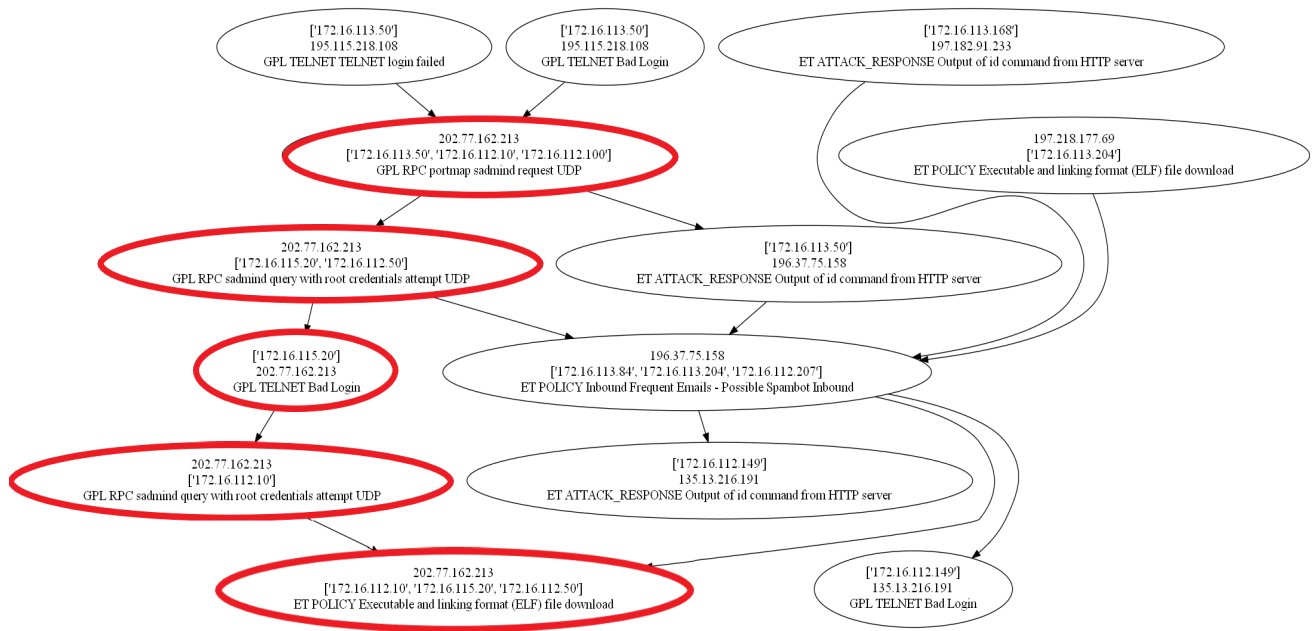 ['172.16.113.50']
195.115.218.108
GPL TELNET TELNET login failed
['172.16.113.50']
195.115.218.108
GPL TELNET Bad Login
['172.16.113.168']
197.182.91.233
ET ATTACK_RESPONSE Output of id command from HTTP server
202.77.162.213
['172.16.113.50', '172.16.112.10', '172.16.112.100']
GPL RPC portmap sadmind request UDP
197.218.177.69
['172.16.113.204']
ET POLICY Executable and linking format (ELF) file download
202.77.162.213
['172.16.115.20', '172.16.112.50']
GPL RPC sadmind query with root credentials attempt UDP
['172.16.113.50']
196.37.75.158
ET ATTACK_RESPONSE Output of id command from HTTP server
['172.16.115.20']
202.77.162.213
GPL TELNET Bad Login
196.37.75.158
['172.16.113.84', '172.16.113.204', '172.16.112.207']
ET POLICY Inbound Frequent Emails - Possible Spambot Inbound
202.77.162.213
['172.16.112.10']
GPL RPC sadmind query with root credentials attempt UDP
['172.16.112.149']
135.13.216.191
ET ATTACK_RESPONSE Output of id command from HTTP server
202.77.162.213
['172.16.112.10', '172.16.115.20', '172.16.112.50']
ET POLICY Executable and linking format (ELF) file download
['172.16.112.149']
135.13.216.191
GPL TELNET Bad Login